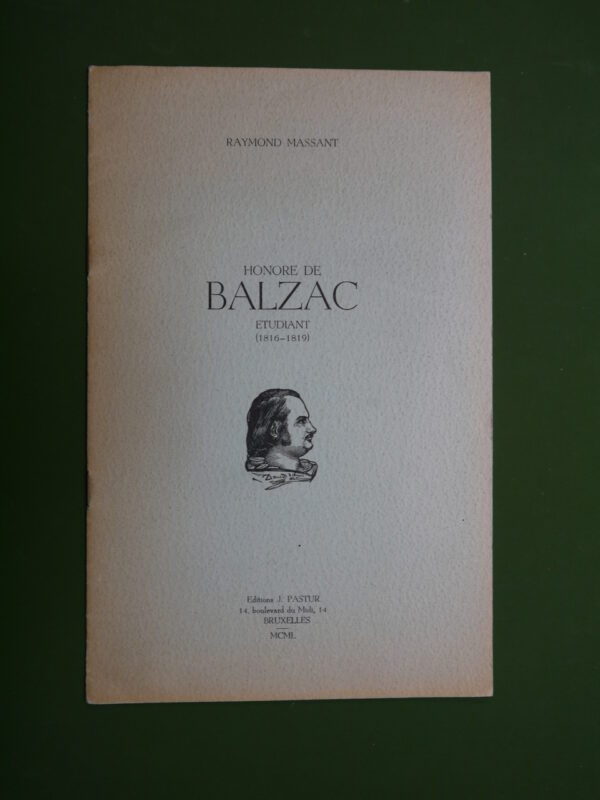 RAYMOND MASSANT
HONORE DE
BALZAC
ETUDIANT
(1816-1819)
Editions J. PASTUR
14, boulevard du Midi, 14
BRUXELLES
MCML